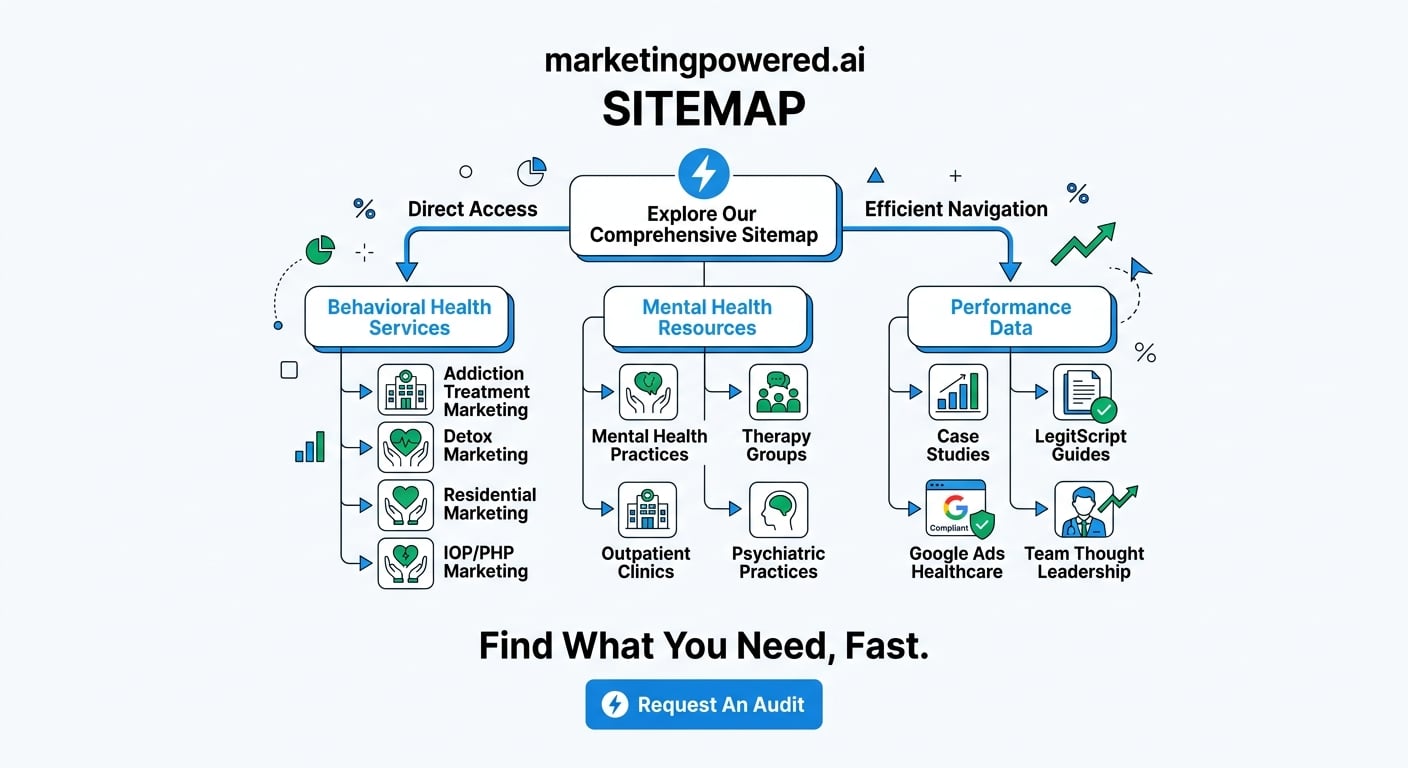 marketingpowered.ai
SITEMAP
Direct Access
Explore Our
Comprehensive Sitemap
Efficient Navigation
Behavioral Health
Services
Addiction
Treatment
Marketing
Detox
Marketing
Residential
Marketing
IOP/PHP
Marketing
Mental Health
Resources
Mental Health
Practices
Therapy
Groups
Outpatient
Clinics
Psychiatric
Practices
Performance
Data
Case
Studies
LegitScript
Guides
G
Compliant
Google Ads
Healthcare
Team Thought
Leadership
%
%
%
Find What You Need, Fast.
Request An Audit